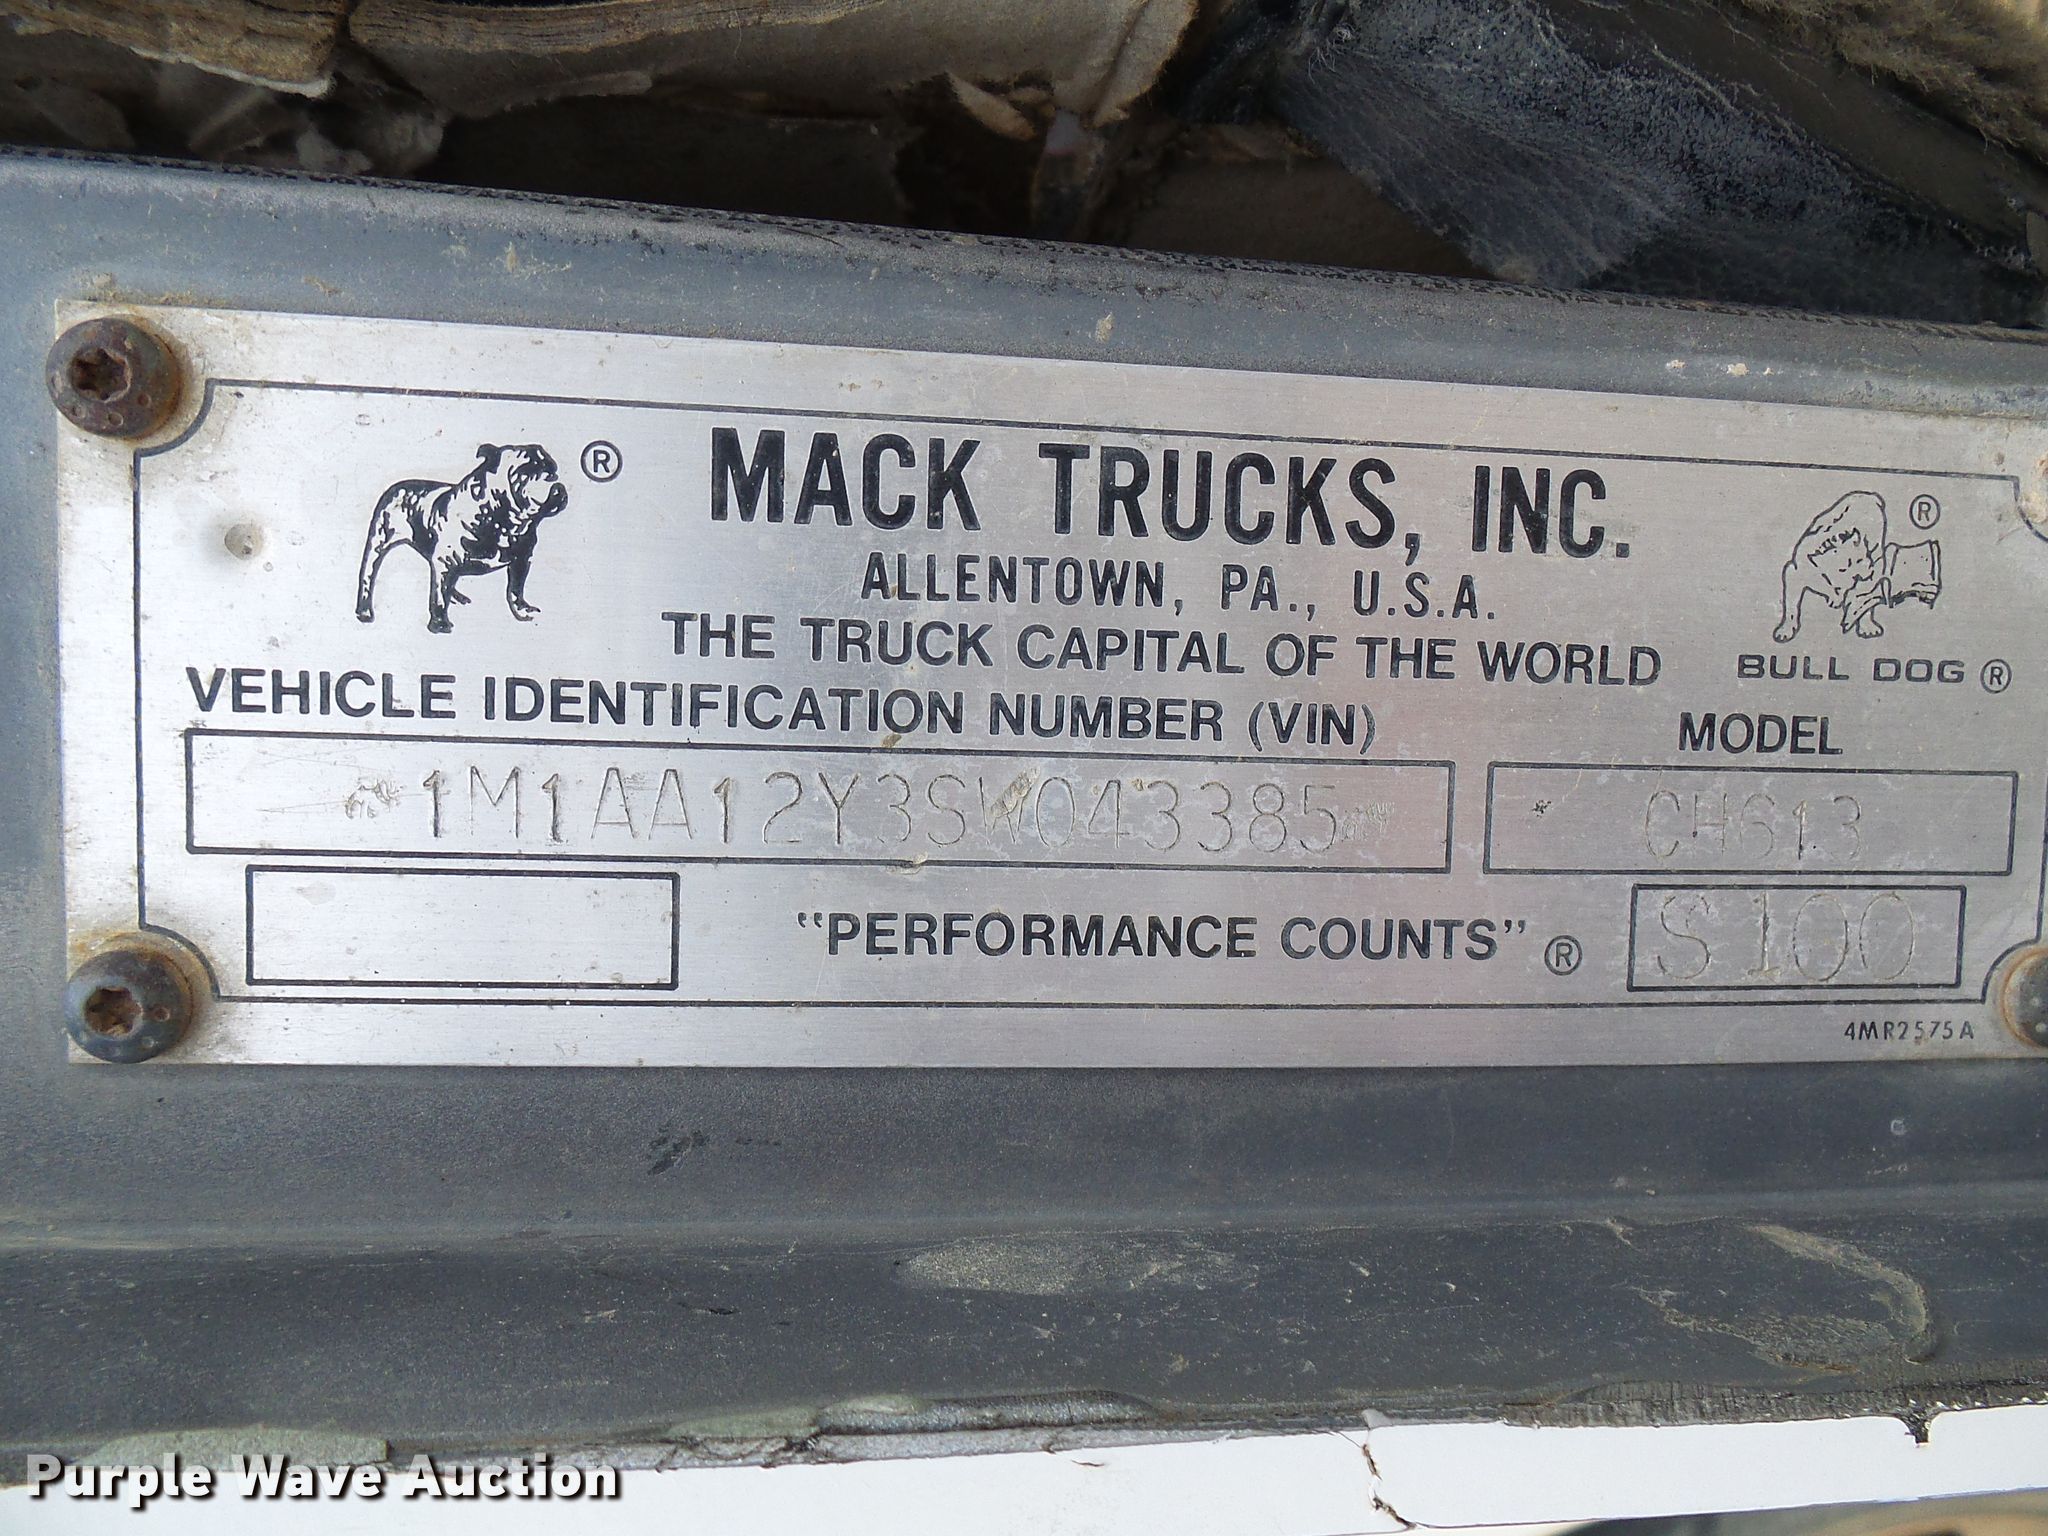 ® MACK TRUCKS, INC. ®
ALLENTOWN, PA., U.S.A.
THE TRUCK CAPITAL OF THE WORLD
BULL DOG ®
VEHICLE IDENTIFICATION NUMBER (VIN)
MODEL
1M1AA12Y3SW043385
CH613
"PERFORMANCE COUNTS" ®
S100
4MR2575A
Purple Wave Auction